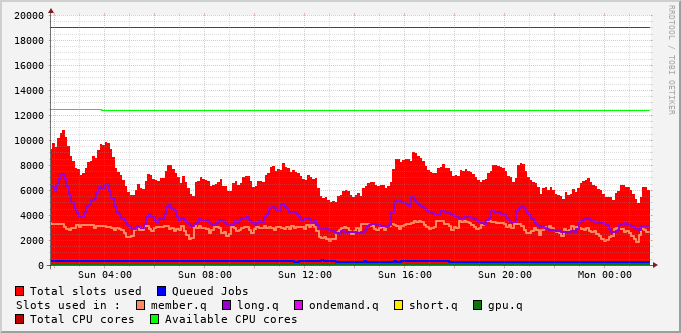 20000
18000
16000
14000
12000
10000
8000
6000
4000
2000
0
Sun 04:00 Sun 08:00 Sun 12:00 Sun 16:00 Sun 20:00 Mon 00:00
Total slots used Queued Jobs
Slots used in : member.q long.q ondemand.q short.q gpu.q
Total CPU cores Available CPU cores
RRDTOOL / TOBI OETIKER